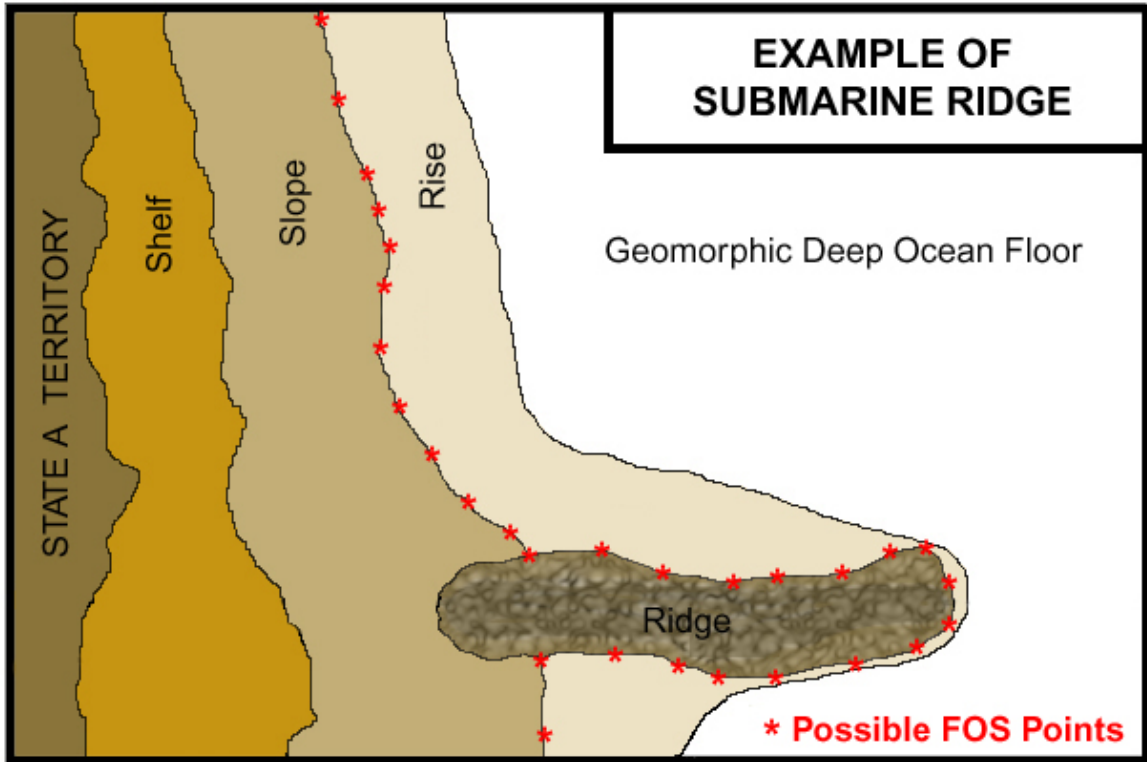 EXAMPLE OF
SUBMARINE RIDGE
STATE A TERRITORY
Shelf
Slope
Rise
Geomorphic Deep Ocean Floor
Ridge
* Possible FOS Points